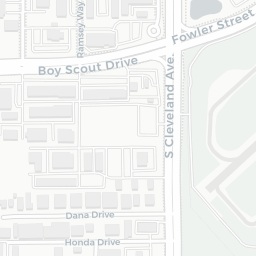 Ramsey Way
Fowler Street
Boy Scout Drive
S Cleveland Ave.
Dana Drive
Honda Drive